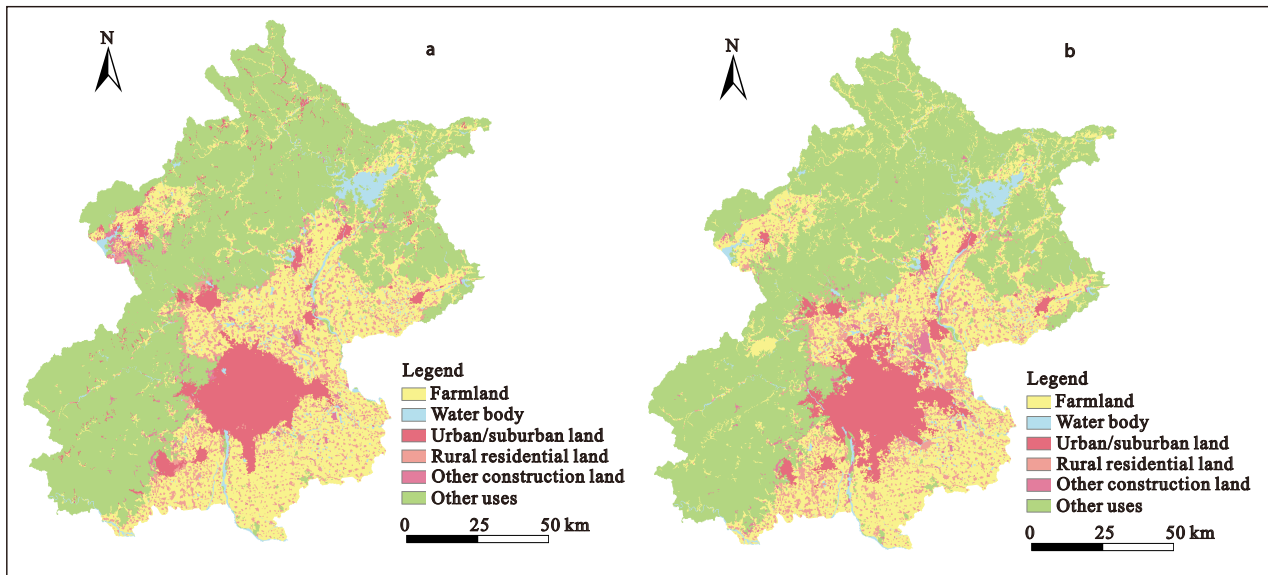 N
a
Legend
Farmland
Water body
Urban/suburban land
Rural residential land
Other construction land
Other uses
0 25 50 km
N
b
Legend
Farmland
Water body
Urban/suburban land
Rural residential land
Other construction land
Other uses
0 25 50 km